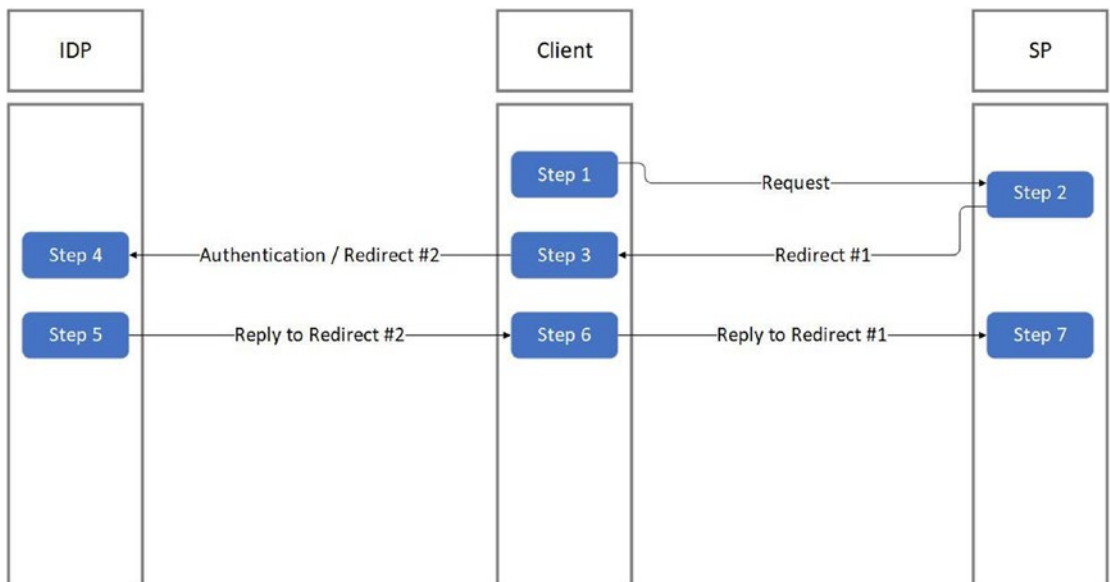 IDP
Client
SP
Step 1
Request
Step 2
Step 4
Authentication / Redirect #2
Step 3
Redirect #1
Step 5
Reply to Redirect #2
Step 6
Reply to Redirect #1
Step 7